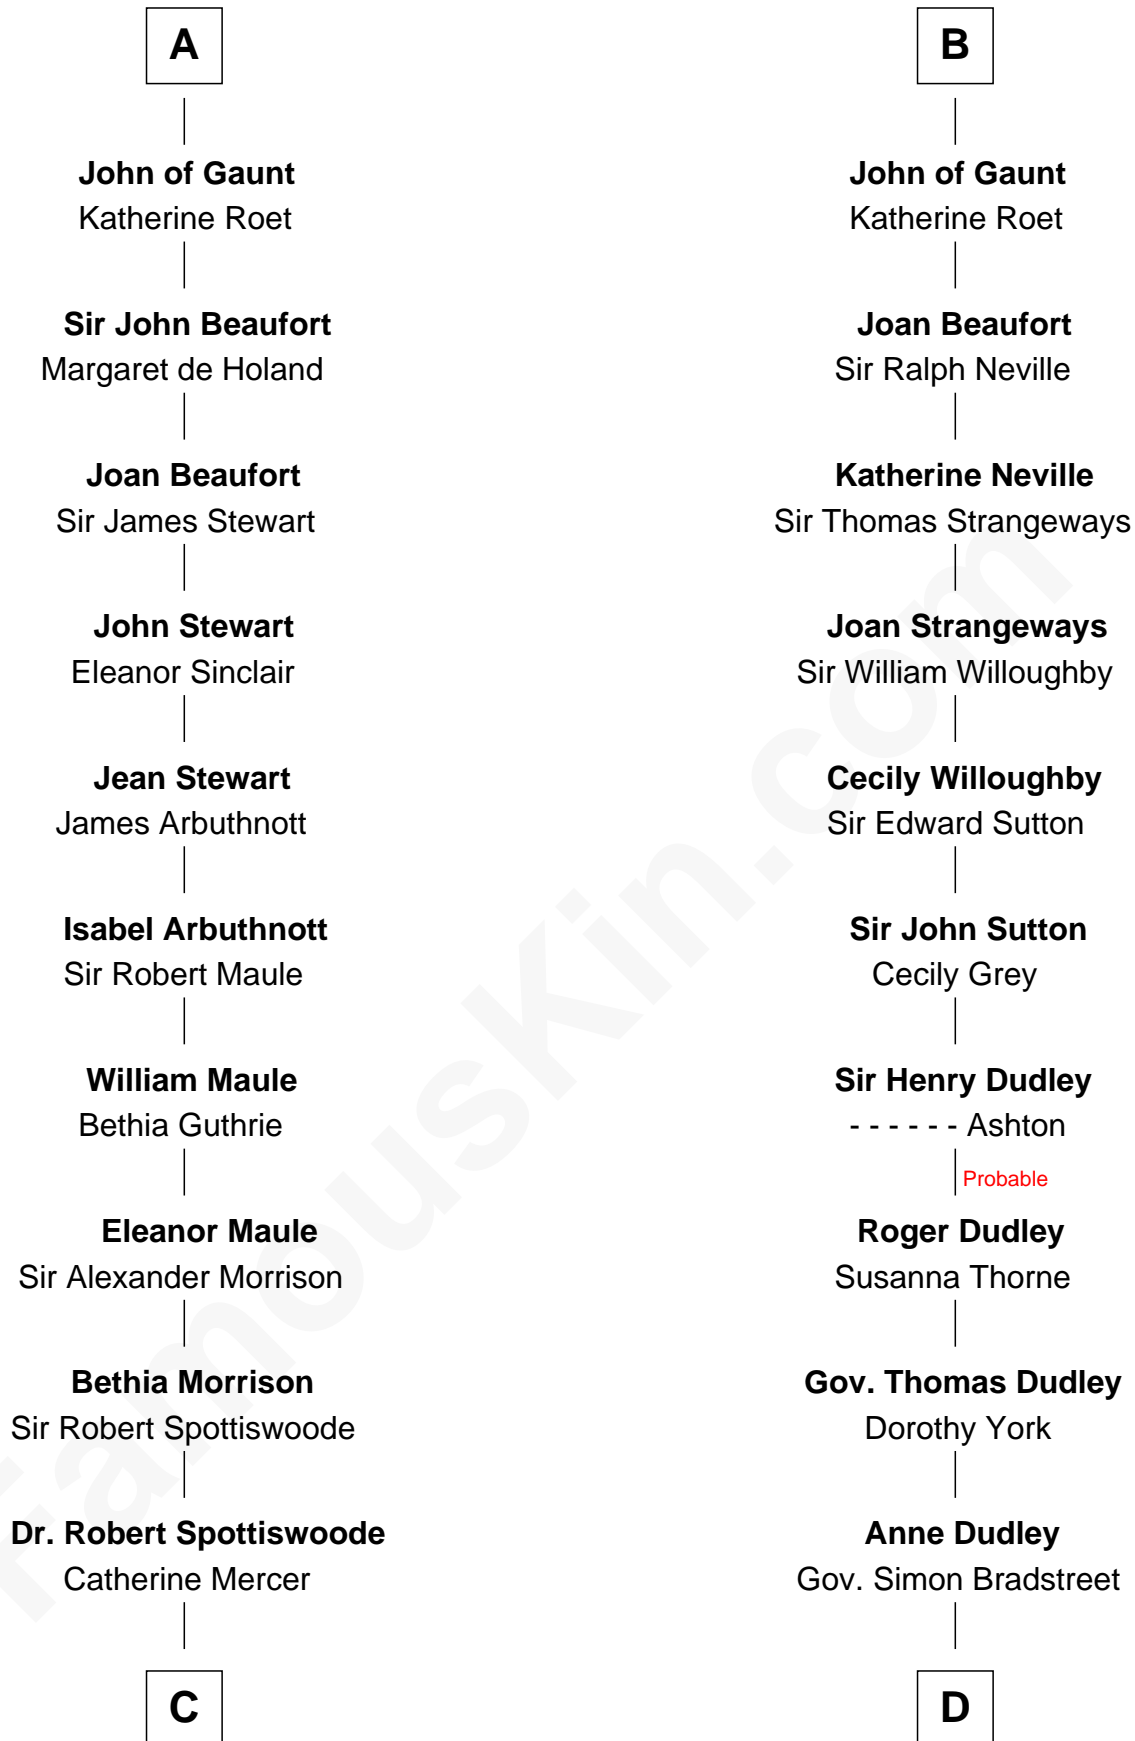 A
John of Gaunt
Katherine Roet
Sir John Beaufort
Margaret de Holand
Joan Beaufort
Sir James Stewart
John Stewart
Eleanor Sinclair
Jean Stewart
James Arbuthnott
Isabel Arbuthnott
Sir Robert Maule
William Maule
Bethia Guthrie
Eleanor Maule
Sir Alexander Morrison
Bethia Morrison
Sir Robert Spottiswoode
Dr. Robert Spottiswoode
Catherine Mercer
C
B
John of Gaunt
Katherine Roet
Joan Beaufort
Sir Ralph Neville
Katherine Neville
Sir Thomas Strangeways
Joan Strangeways
Sir William Willoughby
Cecily Willoughby
Sir Edward Sutton
Sir John Sutton
Cecily Grey
Sir Henry Dudley
- - - - - - Ashton
Probable
Roger Dudley
Susanna Thorne
Gov. Thomas Dudley
Dorothy York
Anne Dudley
Gov. Simon Bradstreet
D
FamousKin.com